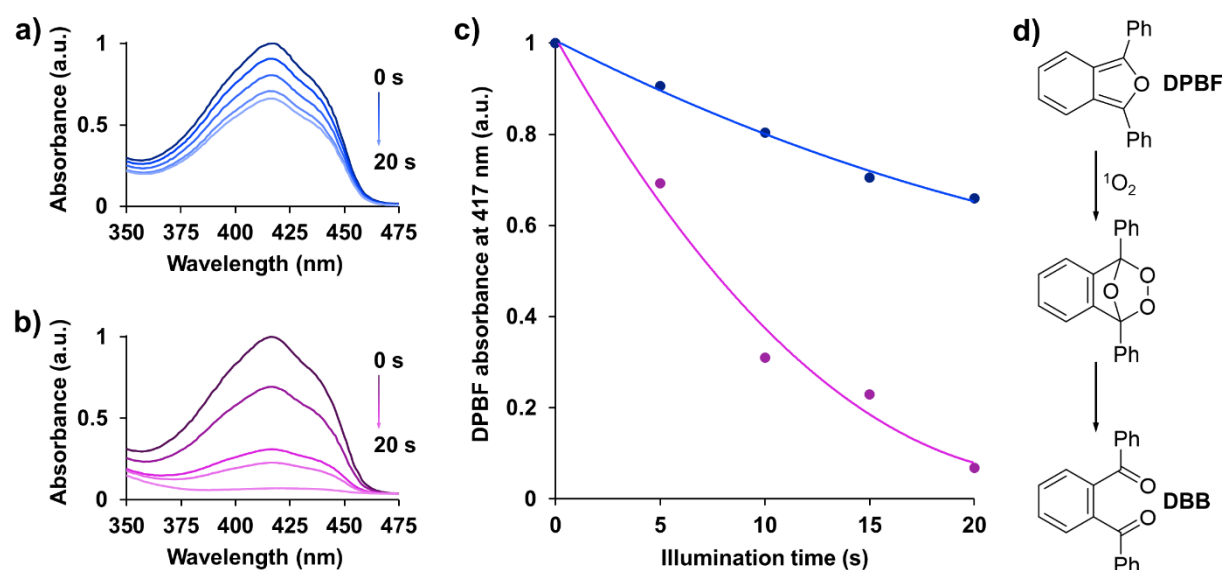 a)
Absorbance (a.u.)
1
0.5
0
0 s
20 s
350 375 400 425 450 475
Wavelength (nm)
b)
Absorbance (a.u.)
1
0.5
0
0 s
20 s
350 375 400 425 450 475
Wavelength (nm)
c)
DPBF absorbance at 417 nm (a.u.)
1
0.8
0.6
0.4
0.2
0
0 5 10 15 20
Illumination time (s)
d)
Ph
O
DPBF
Ph
¹O₂
Ph
O
O
O
Ph
Ph
O
DBB
O
Ph